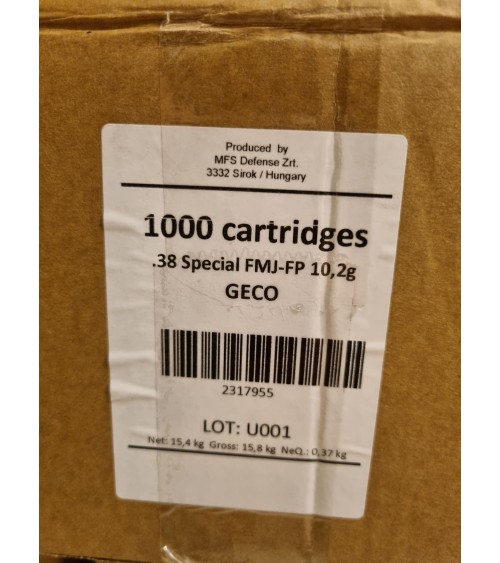 Produced by
MFS Defense Zrt.
3332 Sirok / Hungary
1000 cartridges
.38 Special FMJ-FP 10,2g
GECO
2317955
LOT: U001
Net: 15,4 kg Gross: 15,8 kg NeQ.: 0,37 kg